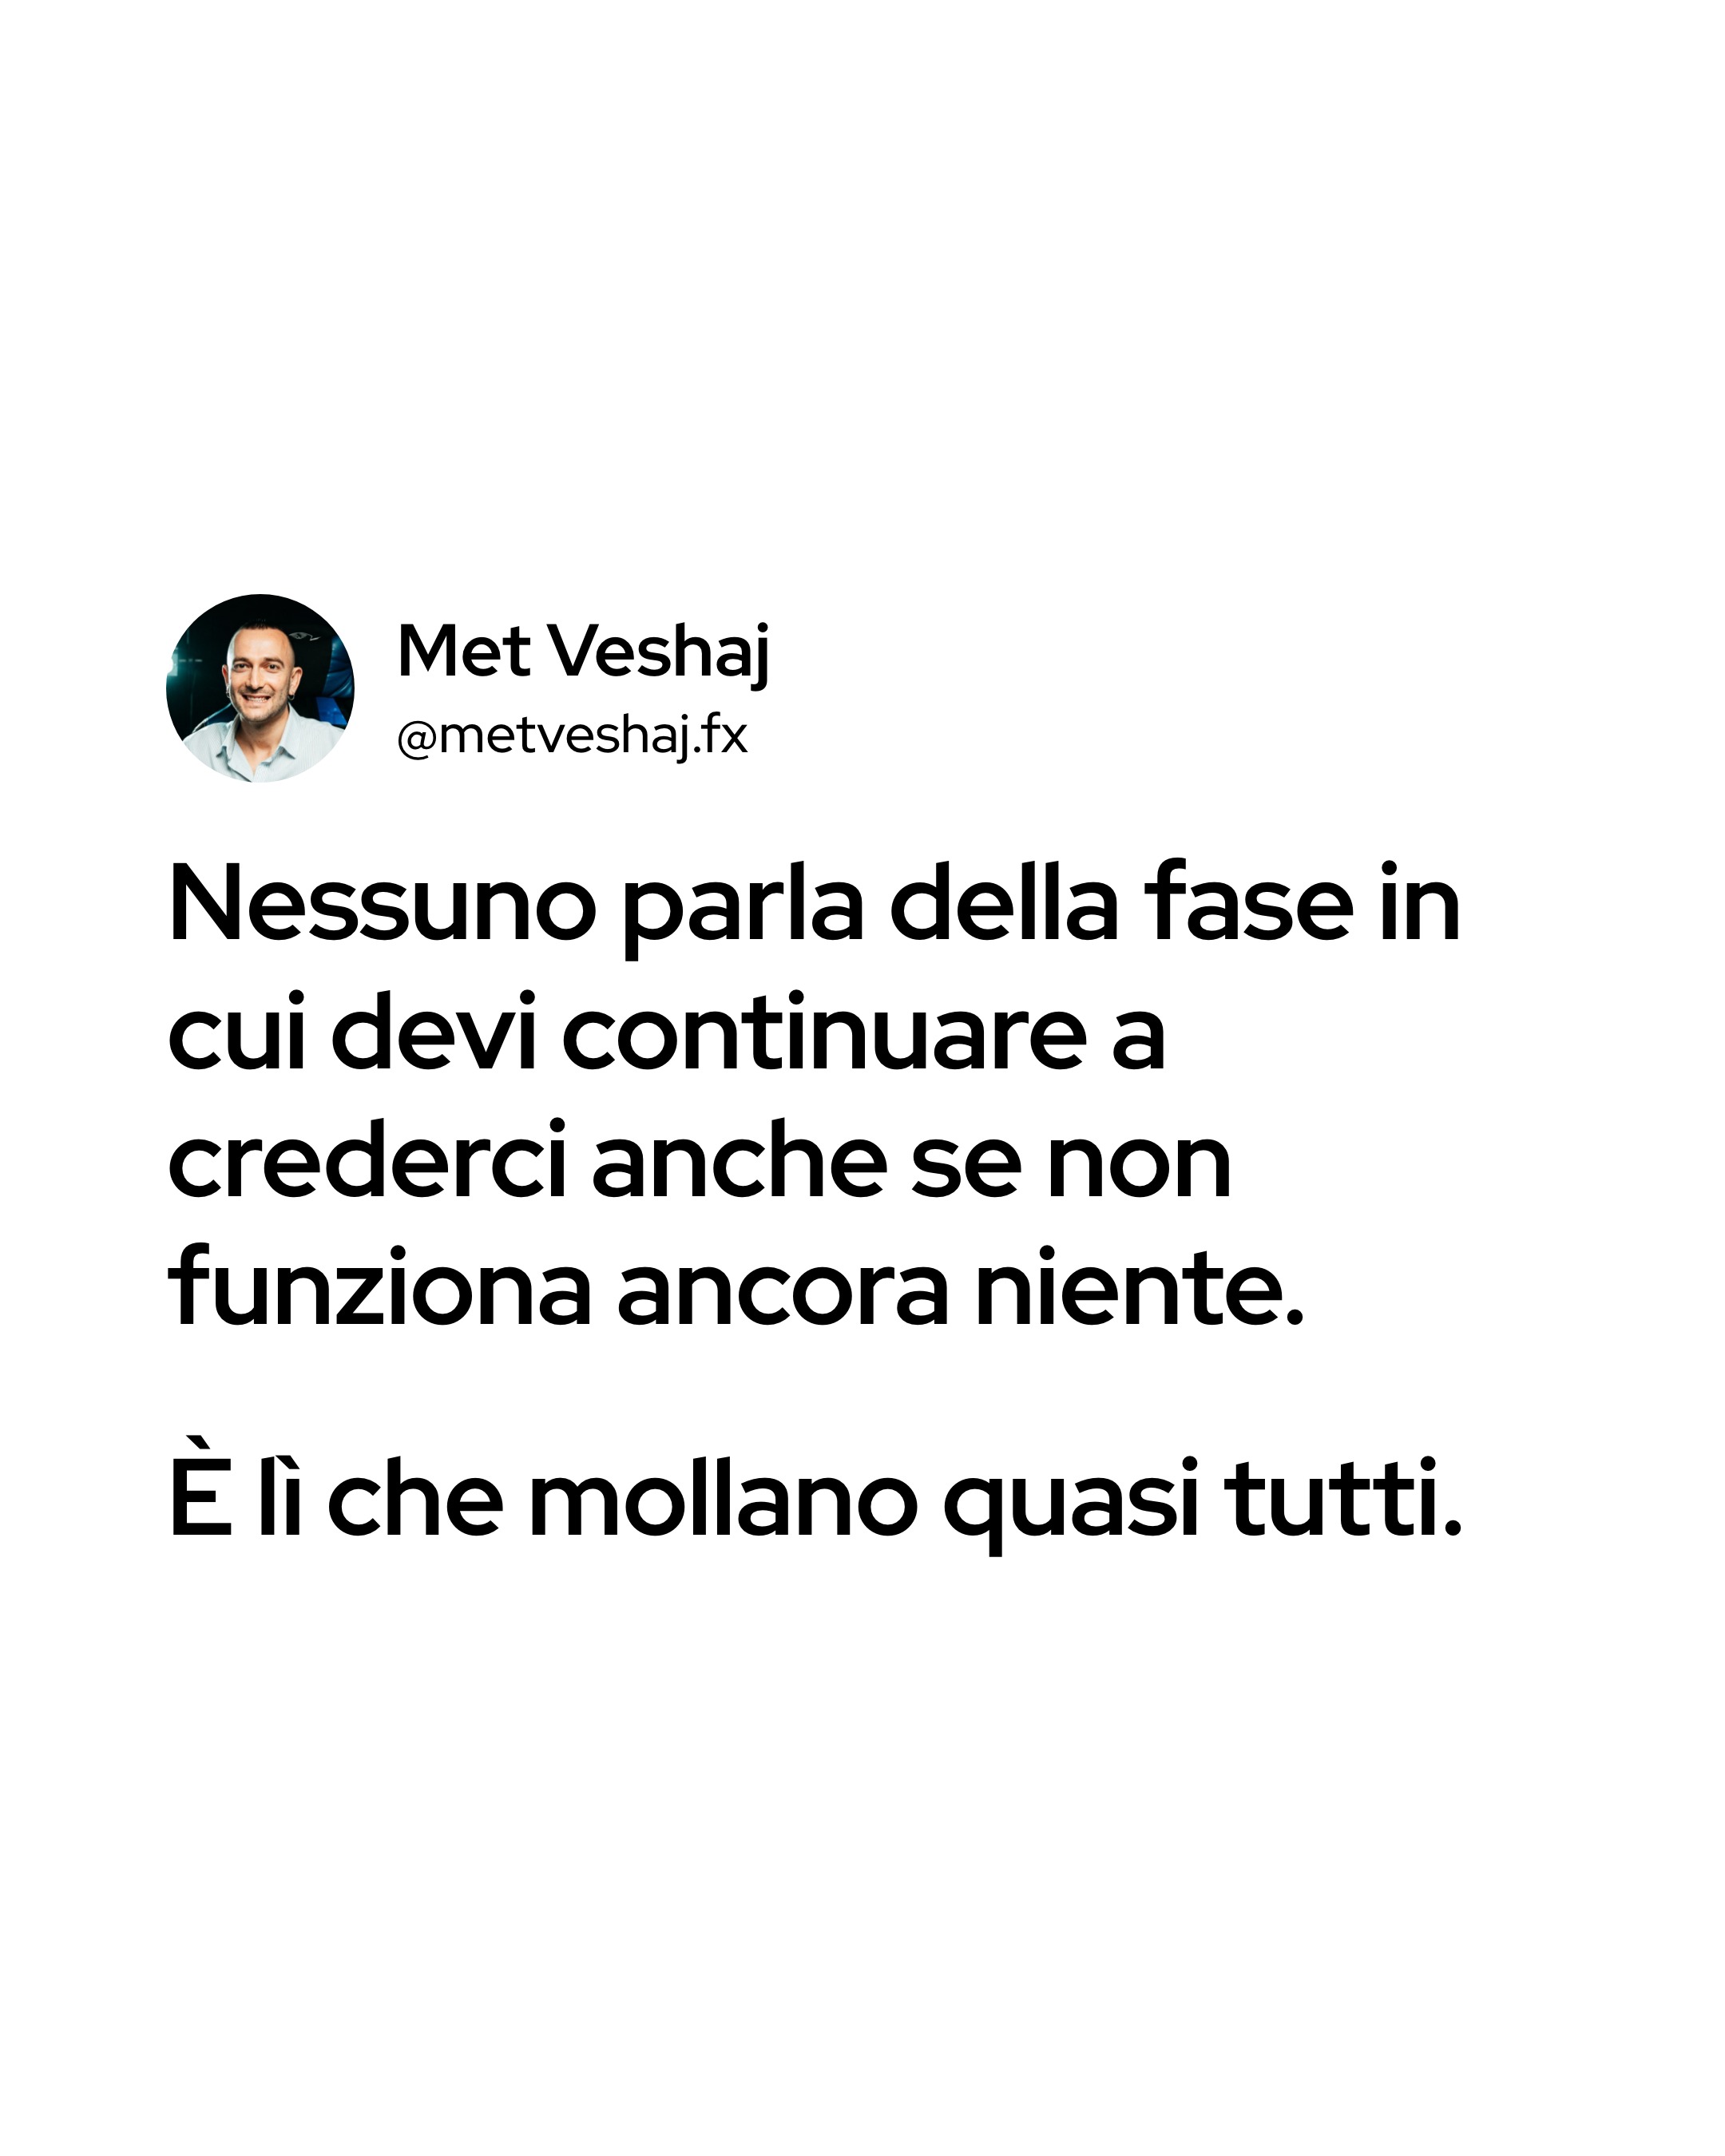 Met Veshaj
@metveshaj.fx
Nessuno parla della fase in
cui devi continuare a
crederci anche se non
funziona ancora niente.
È lì che mollano quasi tutti.